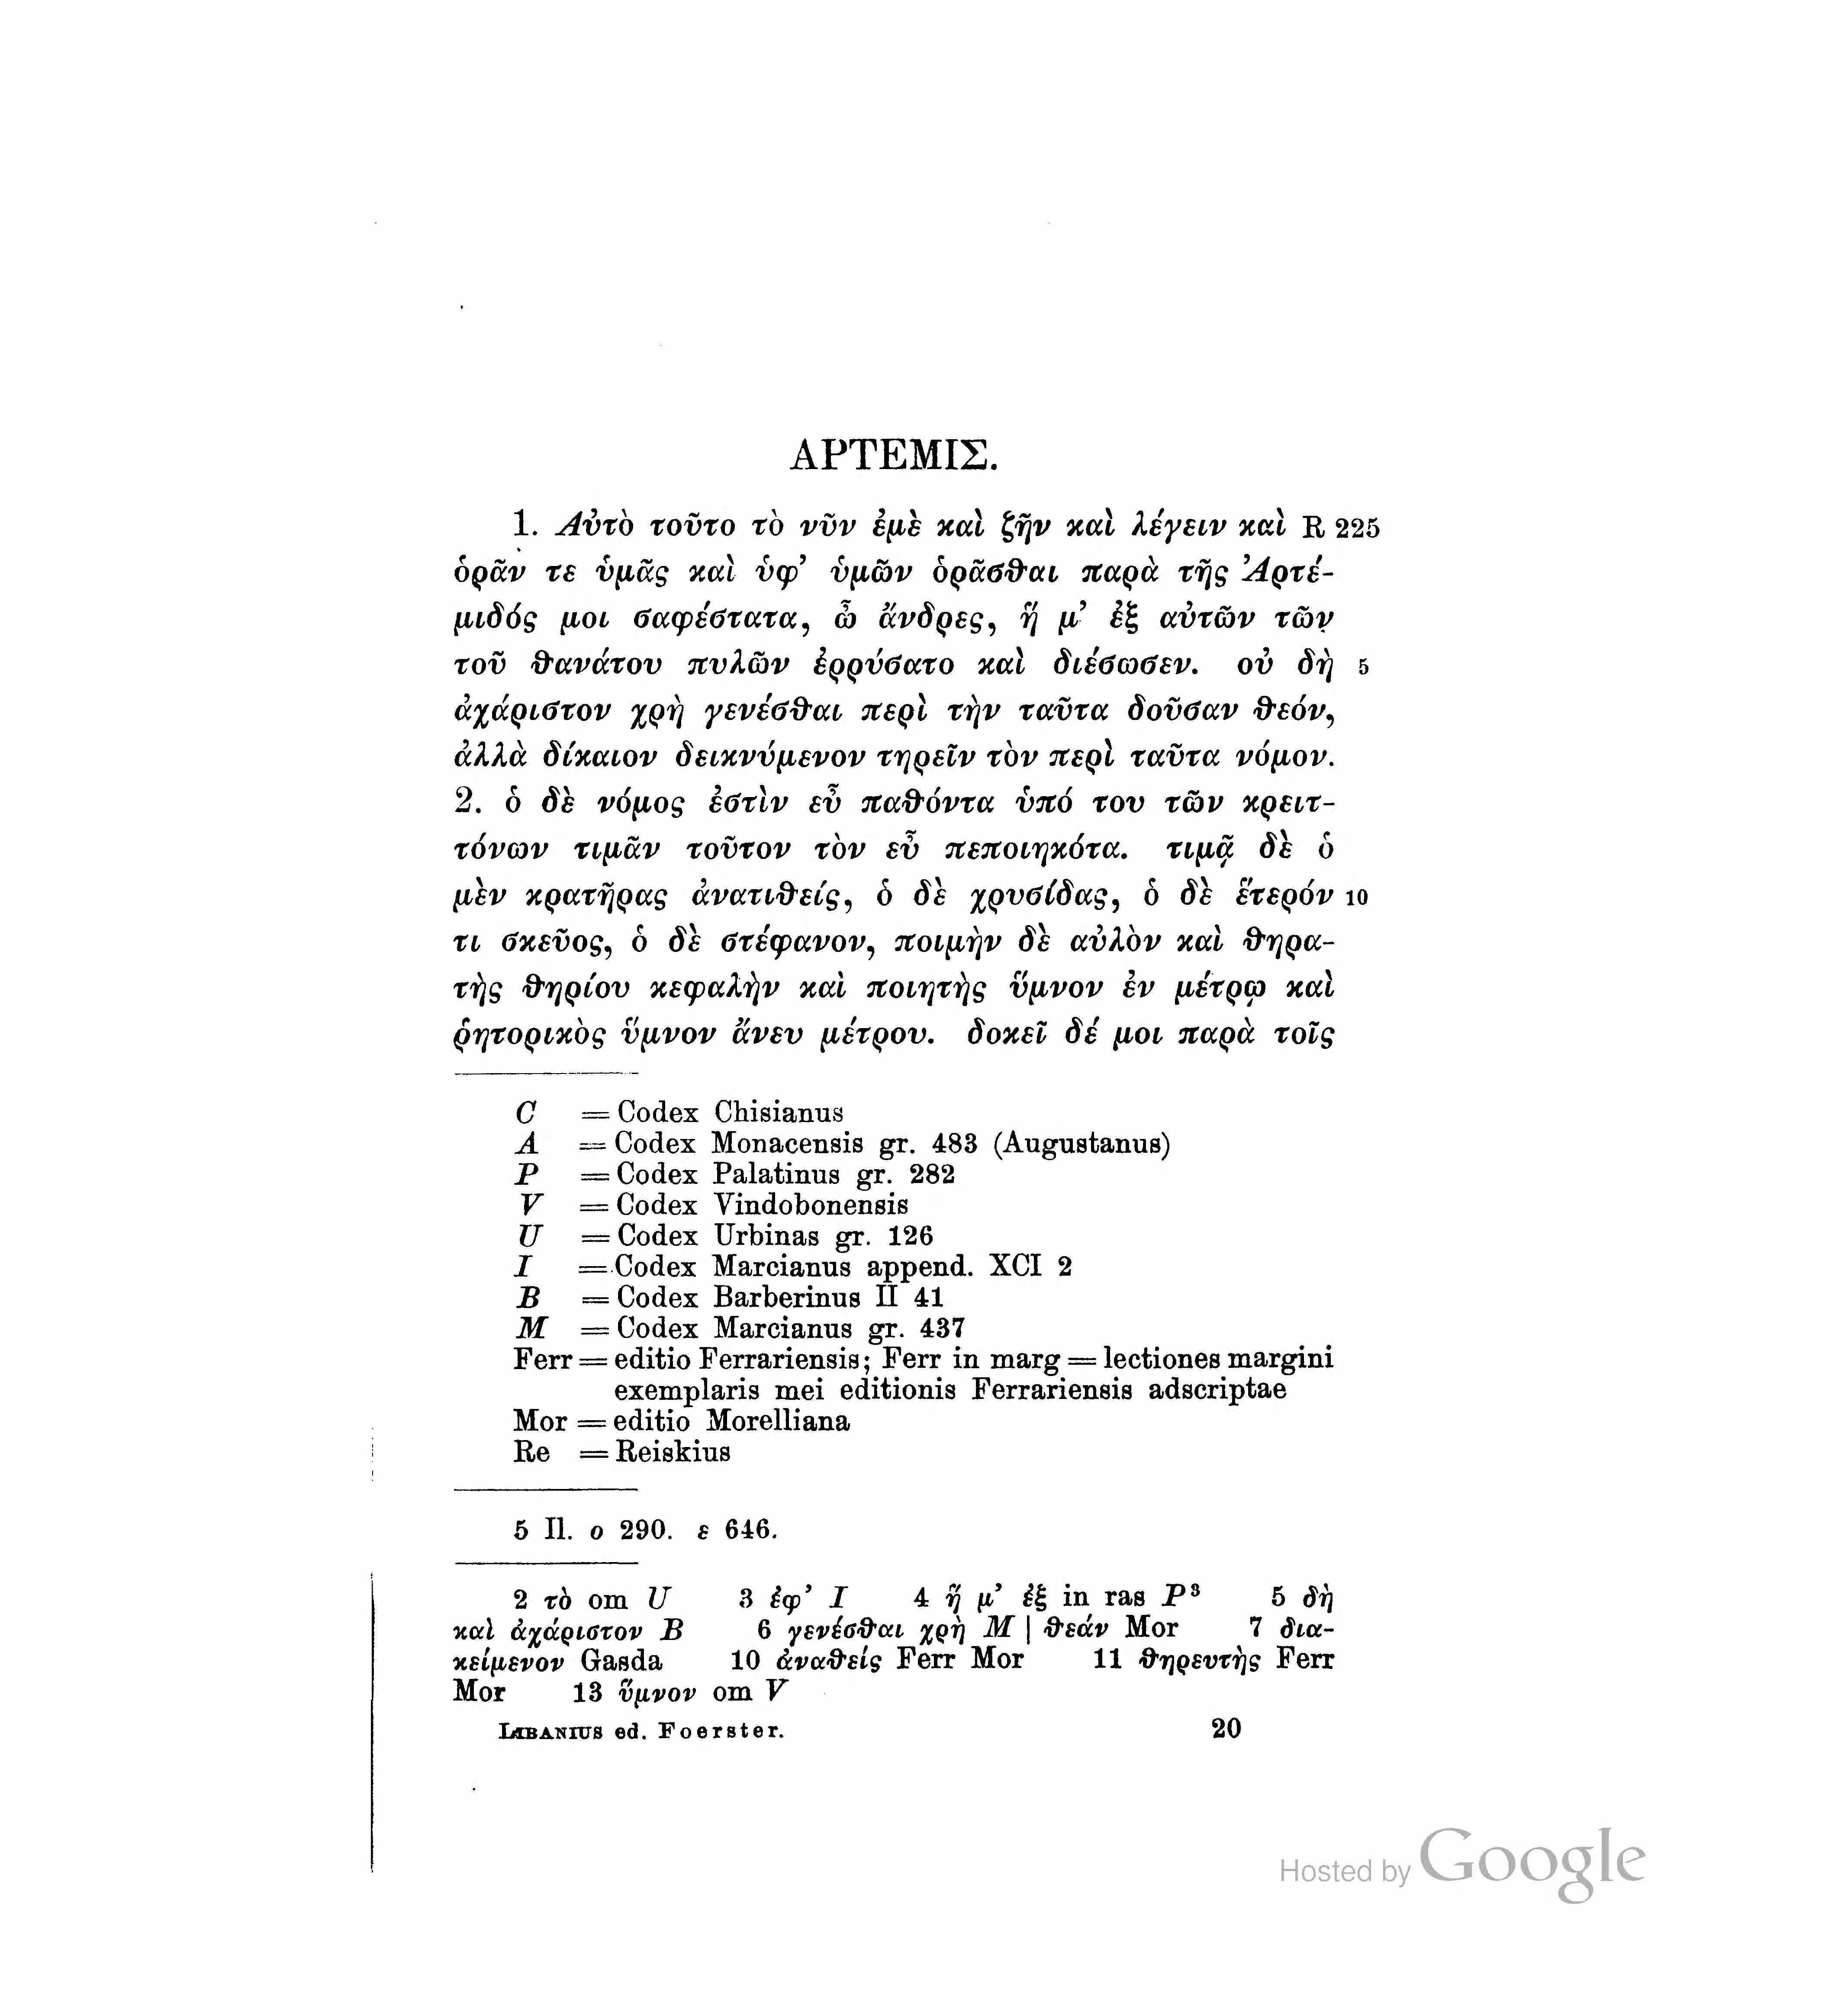 ΑΡΤΕΜΙΣ.
1. Αὐτὸ τοῦτο τὸ νῦν ἐμὲ καὶ ζῆν καὶ λέγειν καὶ R 225
ὁρᾶν τε ὑμᾶς καὶ ὑφ’ ὑμῶν ὁρᾶσθαι παρὰ τῆς Ἀρτέ-
μιδός μοι σαφέστατα, ὦ ἄνδρες, ἥ μ’ ἐξ αὐτῶν τῶν
τοῦ θανάτου πυλῶν ἐρρύσατο καὶ διέσωσεν. οὐ δὴ 5
ἀχάριστον χρὴ γενέσθαι περὶ τὴν ταῦτα δοῦσαν θεόν,
ἀλλὰ δίκαιον δεικνύμενον τηρεῖν τὸν περὶ ταῦτα νόμον.
2. ὁ δὲ νόμος ἐστὶν εὖ παθόντα ὑπό του τῶν κρειτ-
τόνων τιμᾶν τοῦτον τὸν εὖ πεποιηκότα. τιμᾷ δὲ ὁ
μὲν κρατῆρας ἀνατιθείς, ὁ δὲ χρυσίδας, ὁ δὲ ἕτερόν 10
τι σκεῦος, ὁ δὲ στέφανον, ποιμὴν δὲ αὐλὸν καὶ θηρα-
τὴς θηρίου κεφαλὴν καὶ ποιητὴς ὕμνον ἐν μέτρῳ καὶ
ῥητορικὸς ὕμνον ἄνευ μέτρου. δοκεῖ δέ μοι παρὰ τοῖς
C = Codex Chisianus
A = Codex Monacensis gr. 483 (Augustanus)
P = Codex Palatinus gr. 282
V = Codex Vindobonensis
U = Codex Urbinas gr. 126
I = Codex Marcianus append. XCI 2
B = Codex Barberinus II 41
M = Codex Marcianus gr. 437
Ferr = editio Ferrariensis; Ferr in marg = lectiones margini
exemplaris mei editionis Ferrariensis adscriptae
Mor = editio Morelliana
Re = Reiskius
5 Il. ο 290. ε 646.
2 τὸ om U 3 ἐφ’ I 4 ἥ μ’ ἐξ in ras P³ 5 δὴ
καὶ ἀχάριστον B 6 γενέσθαι χρὴ M | θεάν Mor 7 δια-
κείμενον Gasda 10 ἀναθείς Ferr Mor 11 θηρευτὴς Ferr
Mor 13 ὕμνον om V
LIBANIUS ed. Foerster. 20
Hosted by Google